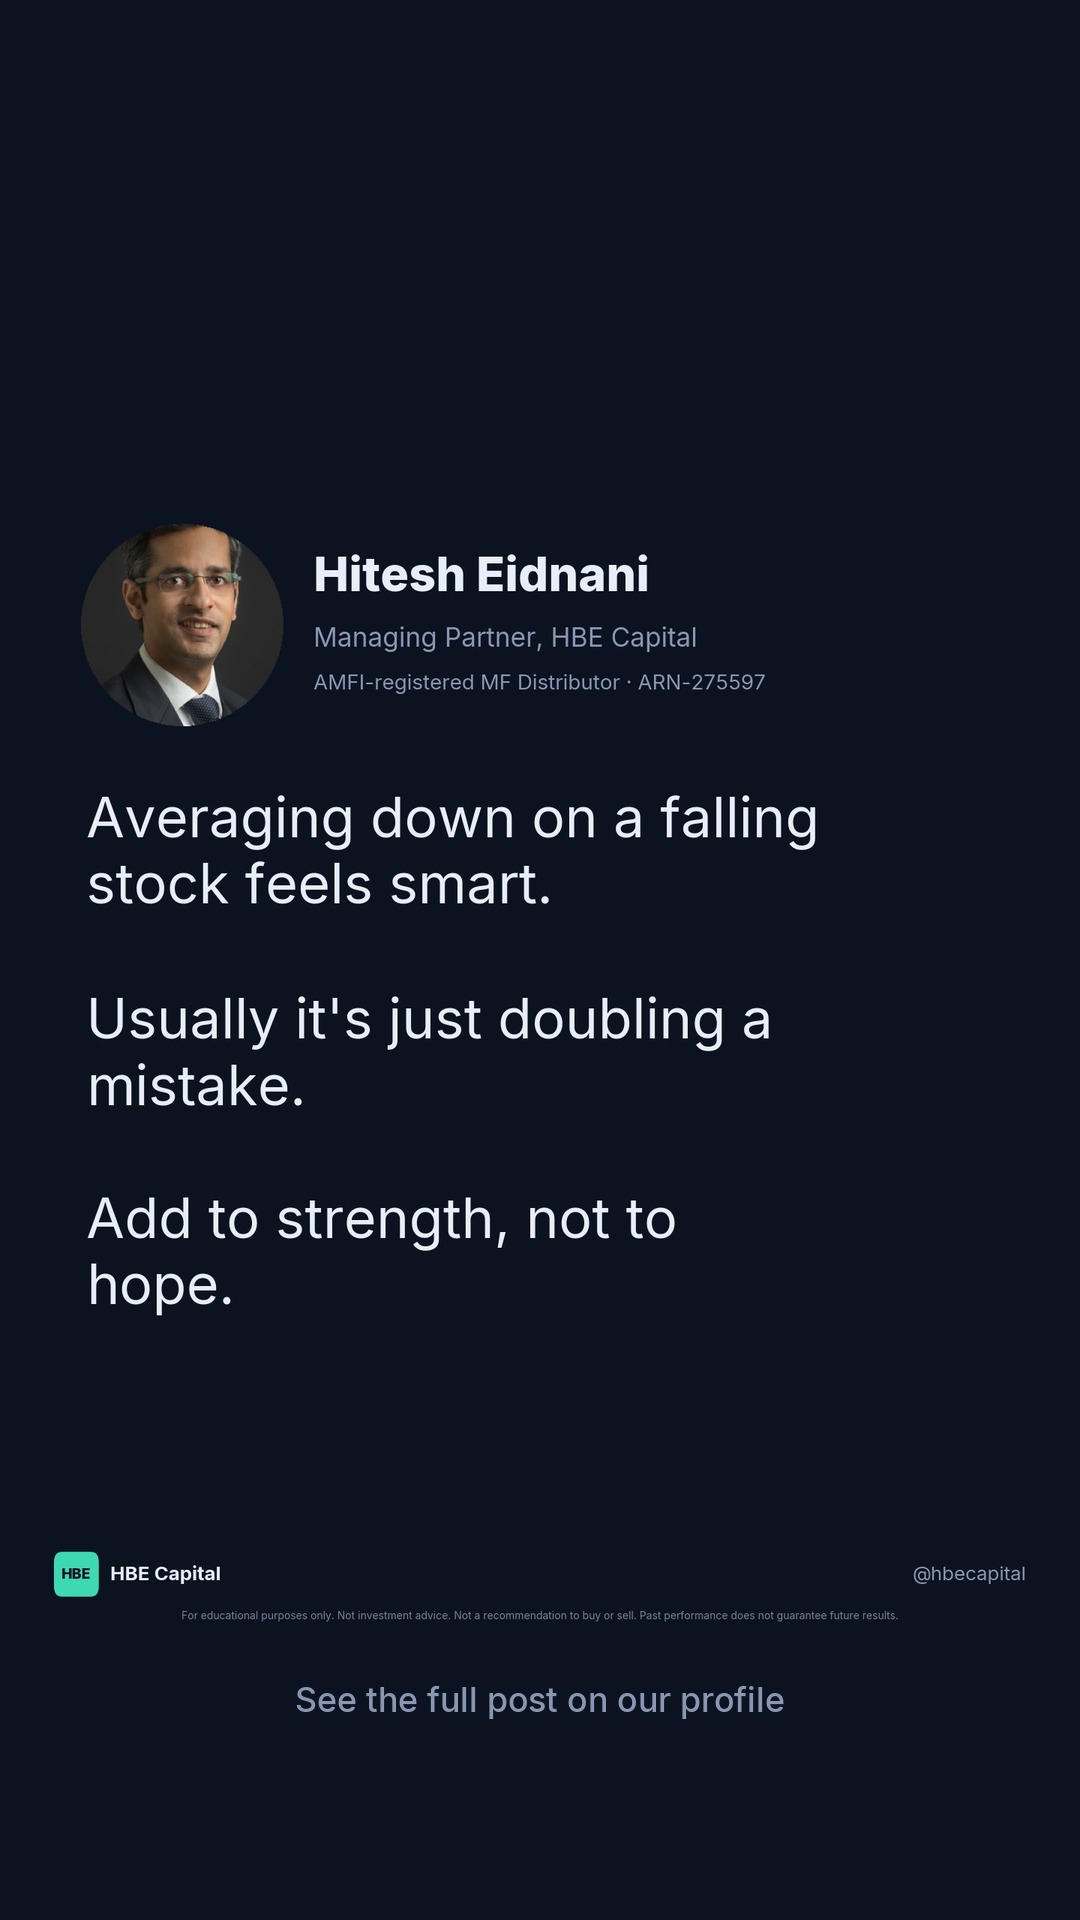 Hitesh Eidnani
Managing Partner, HBE Capital
AMFI-registered MF Distributor · ARN-275597
Averaging down on a falling
stock feels smart.
Usually it's just doubling a
mistake.
Add to strength, not to
hope.
HBE HBE Capital @hbecapital
For educational purposes only. Not investment advice. Not a recommendation to buy or sell. Past performance does not guarantee future results.
See the full post on our profile